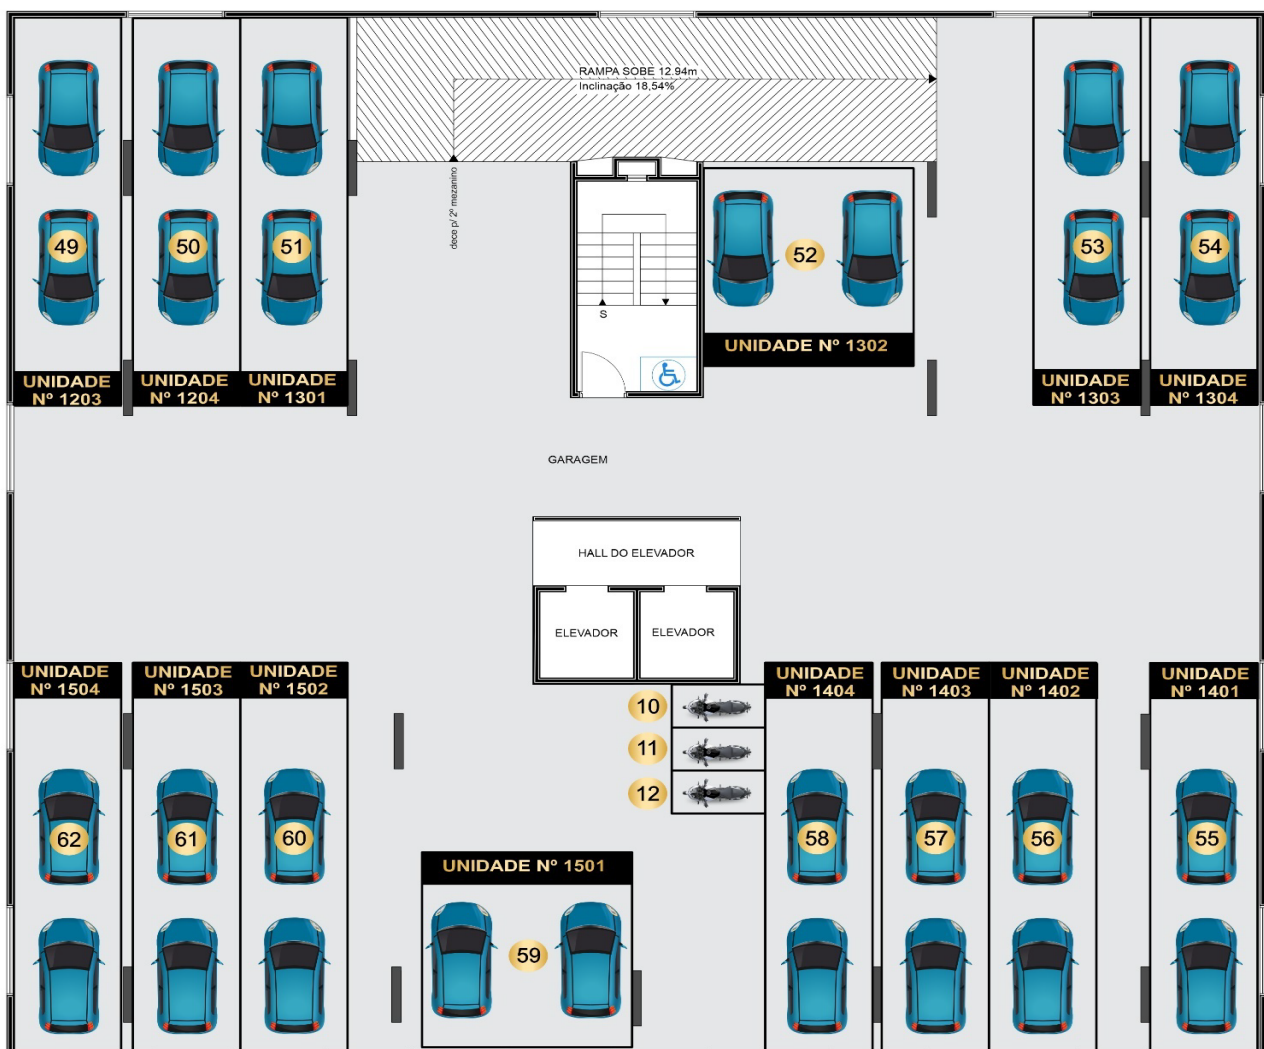 RAMPA SOBE 12.94m
Inclinação 18,54%
dece p/ 2º mezanino
49
50
51
52
53
54
S
UNIDADE Nº 1302
UNIDADE
Nº 1203
UNIDADE
Nº 1204
UNIDADE
Nº 1301
UNIDADE
Nº 1303
UNIDADE
Nº 1304
GARAGEM
HALL DO ELEVADOR
ELEVADOR
ELEVADOR
UNIDADE
Nº 1504
UNIDADE
Nº 1503
UNIDADE
Nº 1502
UNIDADE
Nº 1404
UNIDADE
Nº 1403
UNIDADE
Nº 1402
UNIDADE
Nº 1401
10
11
12
62
61
60
58
57
56
55
UNIDADE Nº 1501
59